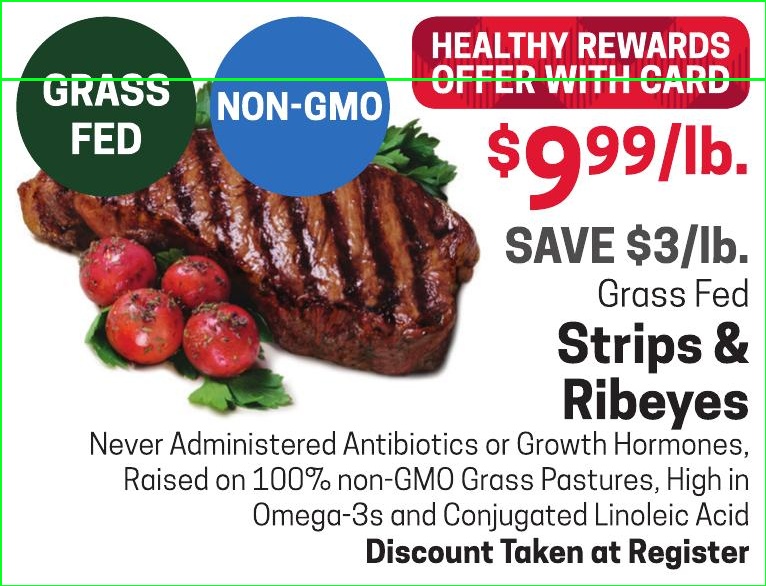 GRASS
FED
NON-GMO
HEALTHY REWARDS
OFFER WITH CARD
$9.99/lb.
SAVE $3/lb.
Grass Fed
Strips &
Ribeyes
Never Administered Antibiotics or Growth Hormones,
Raised on 100% non-GMO Grass Pastures, High in
Omega-3s and Conjugated Linoleic Acid
Discount Taken at Register